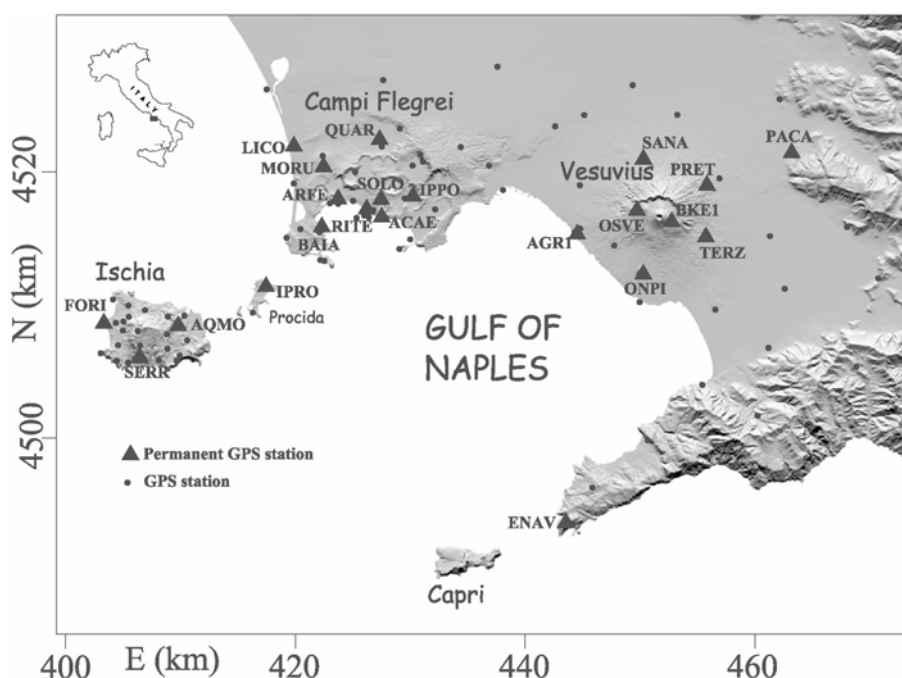 ITALY
Campi Flegrei
QUAR
LICO
MORU
SANA
PACA
PRET
Vesuvius
SOLO
ARFE
IPPO
BKE1
OSVE
ACAE
RITE
BAIA
AGR1
TERZ
Ischia
ONPI
IPRO
FORI
Procida
AQMO
GULF OF
NAPLES
SERR
Permanent GPS station
GPS station
ENAV
Capri
4520
4500
N (km)
400
E (km)
420
440
460